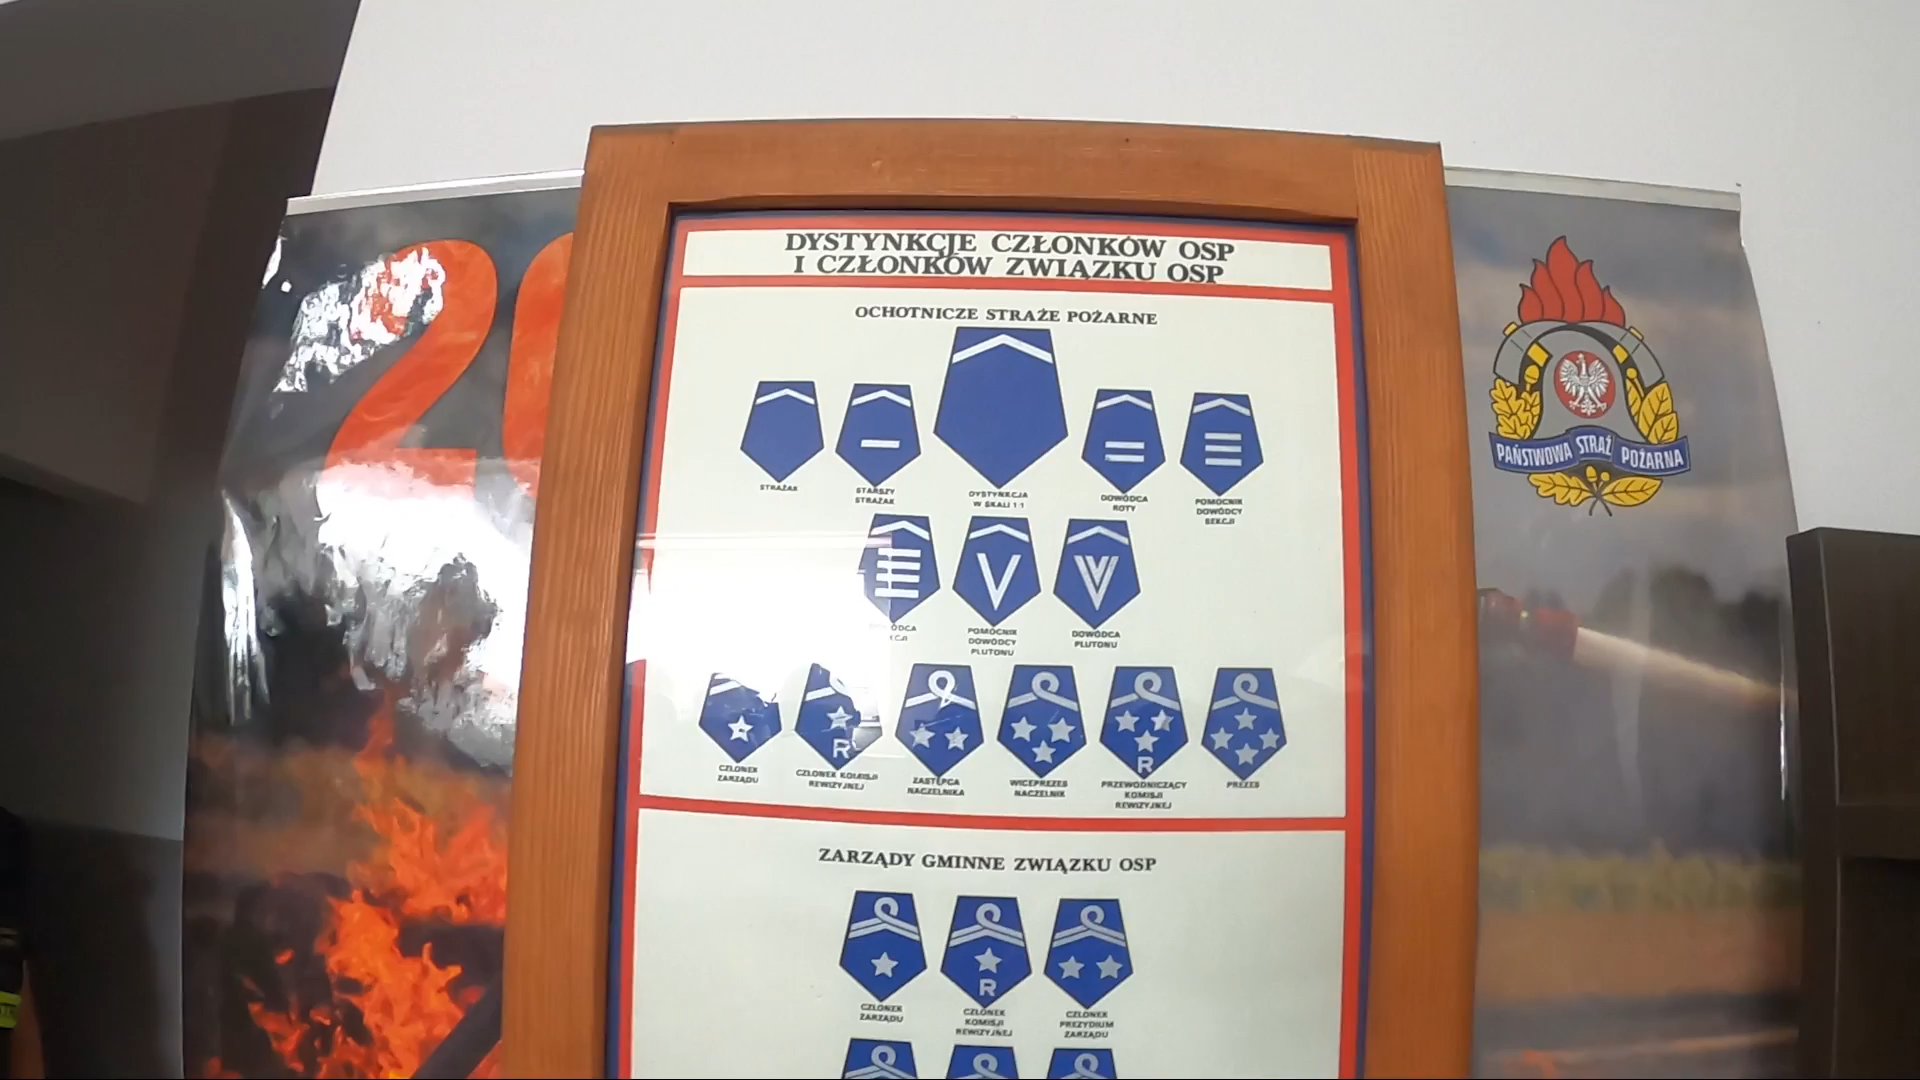 20
DYSTYNKCJE CZŁONKÓW OSP
I CZŁONKÓW ZWIĄZKU OSP
OCHOTNICZE STRAŻE POŻARNE
STRAŻAK
STARSZY
STRAŻAK
DYSTYNKCJA
W SKALI 1:1
DOWÓDCA
ROTY
POMOCNIK
DOWÓDCY
SEKCJI
POMOCNIK
DOWÓDCY
PLUTONU
DOWÓDCA
PLUTONU
R
R
CZŁONEK
ZARZĄDU
CZŁONEK KOMISJI
REWIZYJNEJ
ZASTĘPCA
NACZELNIKA
WICEPREZES
NACZELNIK
PRZEWODNICZĄCY
KOMISJI
REWIZYJNEJ
PREZES
ZARZĄDY GMINNE ZWIĄZKU OSP
R
CZŁONEK
ZARZĄDU
CZŁONEK
KOMISJI
REWIZYJNEJ
CZŁONEK
PREZYDIUM
ZARZĄDU
PAŃSTWOWA STRAŻ POŻARNA